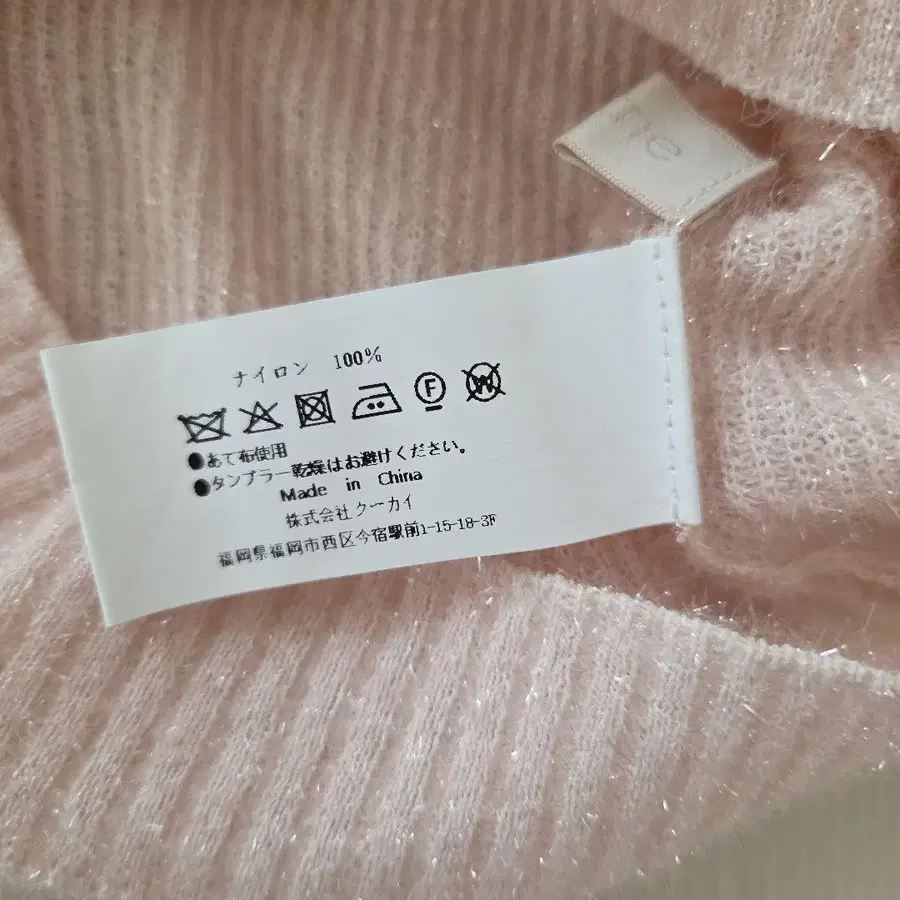 ne
ナイロン 100%
F W
●あて布使用
●タンブラー乾燥はお避けください。
Made in China
株式会社クーカイ
福岡県福岡市西区今宿駅前1-15-18-3F